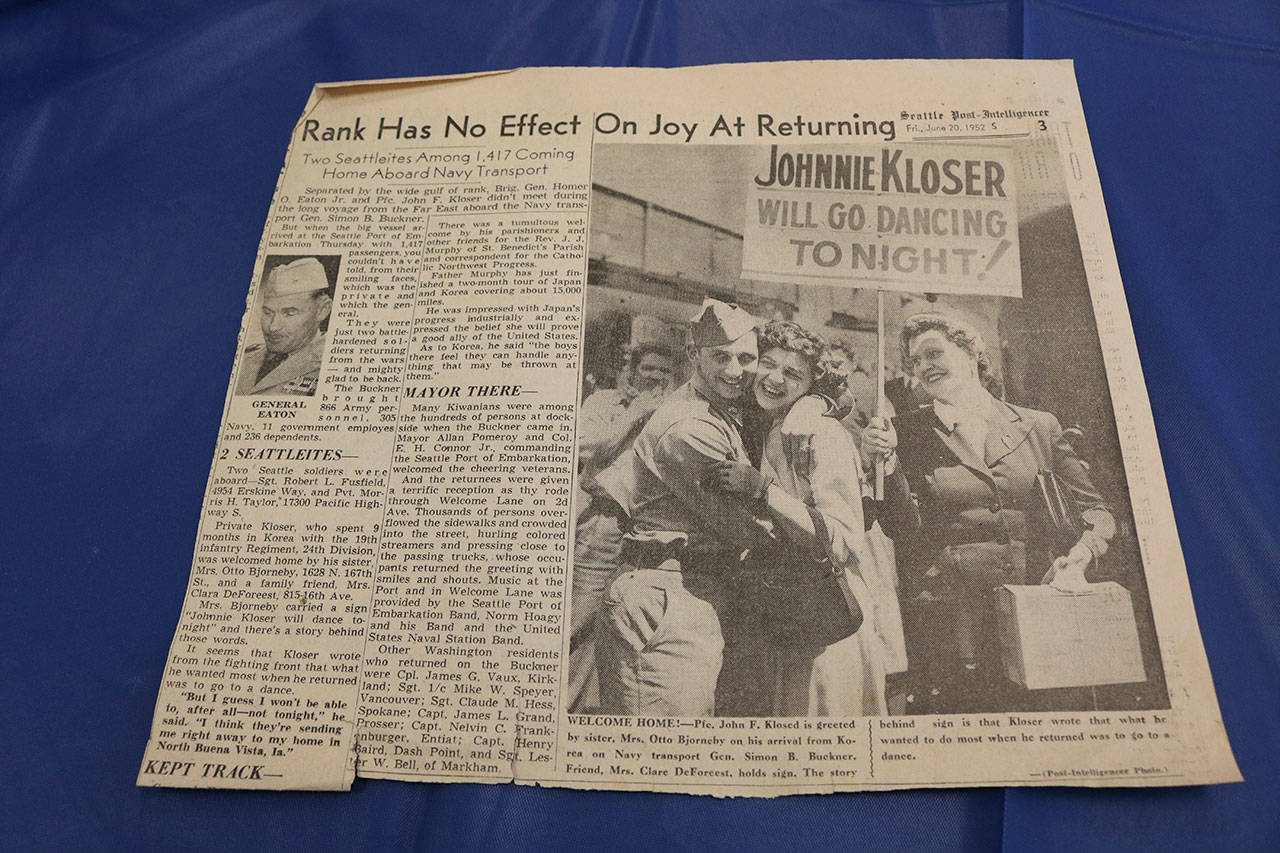 Rank Has No Effect On Joy At Returning
Seattle Post-Intelligencer
Fri., June 20, 1952 S 3
Two Seattleites Among 1,417 Coming
Home Aboard Navy Transport
Separated by the wide gulf of rank, Brig. Gen. Homer
O. Eaton Jr. and Pfc. John F. Kloser didn't meet during
the long voyage from the Far East aboard the Navy trans-
port Gen. Simon B. Buckner.
But when the big vessel ar-
rived at the Seattle Port of Em-
barkation Thursday with 1,417
passengers, you
couldn't have
told, from their
smiling faces,
which was the
private and
which the gen-
eral.
They were
just two battle-
hardened sol-
diers returning
from the wars
— and mighty
glad to be back.
The Buckner
brought
866 Army per-
sonnel, 305
GENERAL
EATON
Navy, 11 government employes
and 236 dependents.
2 SEATTLEITES—
Two Seattle soldiers were
aboard—Sgt. Robert L. Fusfield,
4954 Erskine Way, and Pvt. Mor-
ris H. Taylor, 17300 Pacific High-
way S.
Private Kloser, who spent 9
months in Korea with the 19th
infantry Regiment, 24th Division,
was welcomed home by his sister,
Mrs. Otto Bjorneby, 1628 N. 167th
St., and a family friend, Mrs.
Clara DeForeest, 815-16th Ave.
Mrs. Bjorneby carried a sign
"Johnnie Kloser will dance to-
night" and there's a story behind
those words.
It seems that Kloser wrote
from the fighting front that what
he wanted most when he returned
was to go to a dance.
"But I guess I won't be able
to, after all—not tonight," he
said. "I think they're sending
me right away to my home in
North Buena Vista, Ia."
KEPT TRACK—
There was a tumultous wel-
come by his parishioners and
other friends for the Rev. J. J.
Murphy of St. Benedict's Parish
and correspondent for the Catho-
lic Northwest Progress.
Father Murphy has just fin-
ished a two-month tour of Japan
and Korea covering about 15,000
miles.
He was impressed with Japan's
progress industrially and ex-
pressed the belief she will prove
a good ally of the United States.
As to Korea, he said "the boys
there feel they can handle any-
thing that may be thrown at
them."
MAYOR THERE—
Many Kiwanians were among
the hundreds of persons at dock-
side when the Buckner came in.
Mayor Allan Pomeroy and Col.
E. H. Connor Jr., commanding
the Seattle Port of Embarkation,
welcomed the cheering veterans.
And the returnees were given
a terrific reception as thy rode
through Welcome Lane on 2d
Ave. Thousands of persons over-
flowed the sidewalks and crowded
into the street, hurling colored
streamers and pressing close to
the passing trucks, whose occu-
pants returned the greeting with
smiles and shouts. Music at the
Port and in Welcome Lane was
provided by the Seattle Port of
Embarkation Band, Norm Hoagy
and his Band and the United
States Naval Station Band.
Other Washington residents
who returned on the Buckner
were Cpl. James G. Vaux, Kirk-
land; Sgt. 1/c Mike W. Speyer,
Vancouver; Sgt. Claude M. Hess,
Spokane; Capt. James L. Grand,
Prosser; Capt. Nelvin C. Frank-
enburger, Entiat; Capt. Henry
Baird, Dash Point, and Sgt. Les-
er W. Bell, of Markham.
JOHNNIE KLOSER
WILL GO DANCING
TO NIGHT!
WELCOME HOME!—Pfc. John F. Klosed is greeted
by sister, Mrs. Otto Bjorneby on his arrival from Ko-
rea on Navy transport Gen. Simon B. Buckner.
Friend, Mrs. Clare DeForeest, holds sign. The story
behind sign is that Kloser wrote that what he
wanted to do most when he returned was to go to a
dance.
—(Post-Intelligencer Photo.)